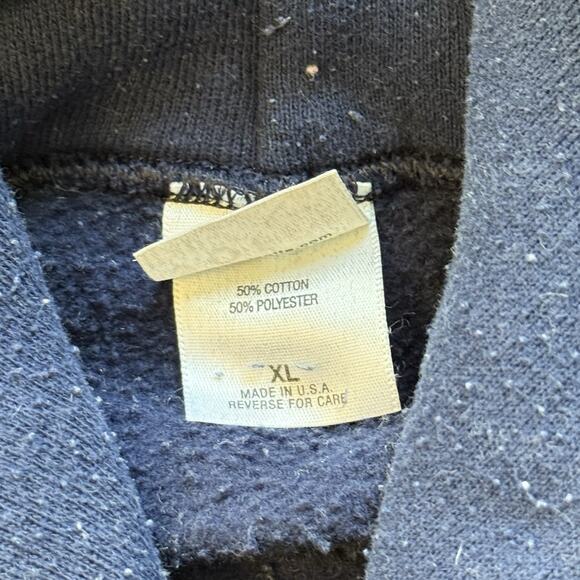 50% COTTON
50% POLYESTER
XL
MADE IN U.S.A.
REVERSE FOR CARE